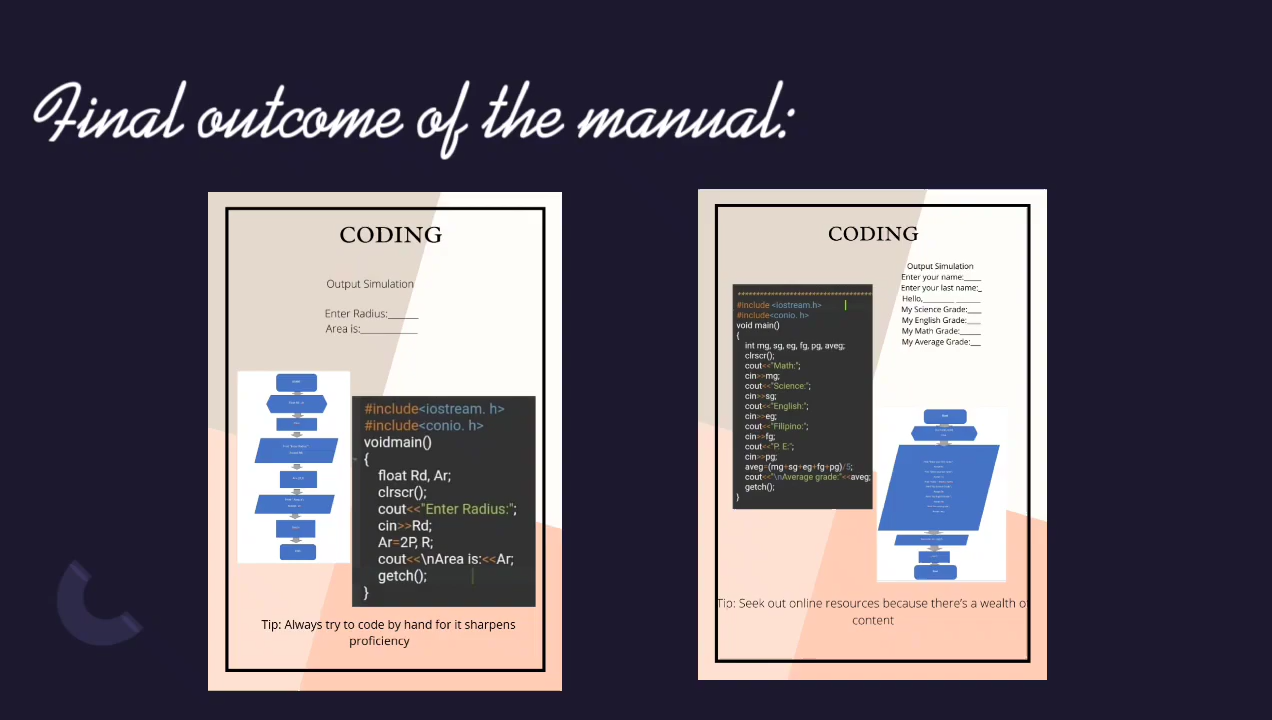 Final outcome of the manual:
CODING
Output Simulation
Enter Radius:______
Area is:____________
#include<iostream. h>
#include<conio. h>
voidmain()
{
float Rd, Ar;
clrscr();
cout<<"Enter Radius:";
cin>>Rd;
Ar=2P, R;
cout<<\nArea is:<<Ar;
getch();
}
Tip: Always try to code by hand for it sharpens
proficiency
CODING
Output Simulation
Enter your name:_____
Enter your last name:_
Hello,________ ______
My Science Grade:____
My English Grade:____
My Math Grade:_____
My Average Grade:___
************************************
#include <iostream.h>
#include<conio. h>
void main()
{
int mg, sg, eg, fg, pg, aveg;
clrscr();
cout<<"Math:";
cin>>mg;
cout<<"Science:";
cin>>sg;
cout<<"English:";
cin>>eg;
cout<<"Filipino:";
cin>>fg;
cout<<"P. E:";
cin>>pg;
aveg=(mg+sg+eg+fg+pg)/5;
cout<<"\nAverage grade:"<<aveg;
getch();
}
Tip: Seek out online resources because there's a wealth of
content